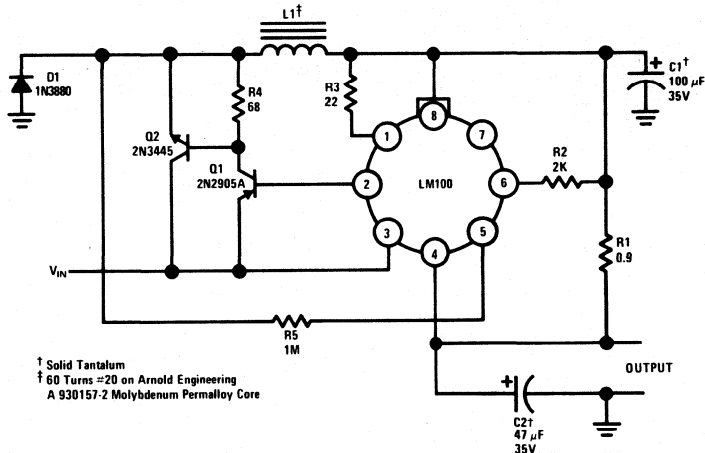 L1‡
D1
1N3880
R4
68
R3
22
C1†
100 µF
35V
Q2
2N3445
Q1
2N2905A
R2
2K
LM100
1
2
3
4
5
6
7
8
R1
0.9
VIN
R5
1M
† Solid Tantalum
‡ 60 Turns #20 on Arnold Engineering
A 930157-2 Molybdenum Permalloy Core
OUTPUT
C2†
47 µF
35V